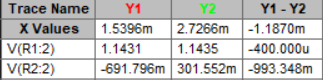 Trace Name Y1 Y2 Y1 - Y2
X Values 1.5396m 2.7266m -1.1870m
V(R1:2) 1.1431 1.1435 -400.000u
V(R2:2) -691.796m 301.552m -993.348m